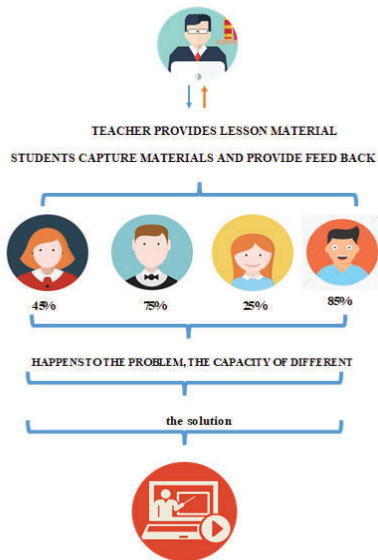 TEACHER PROVIDES LESSON MATERIAL
STUDENTS CAPTURE MATERIALS AND PROVIDE FEED BACK
45% 75% 25% 85%
HAPPENS TO THE PROBLEM, THE CAPACITY OF DIFFERENT
the solution